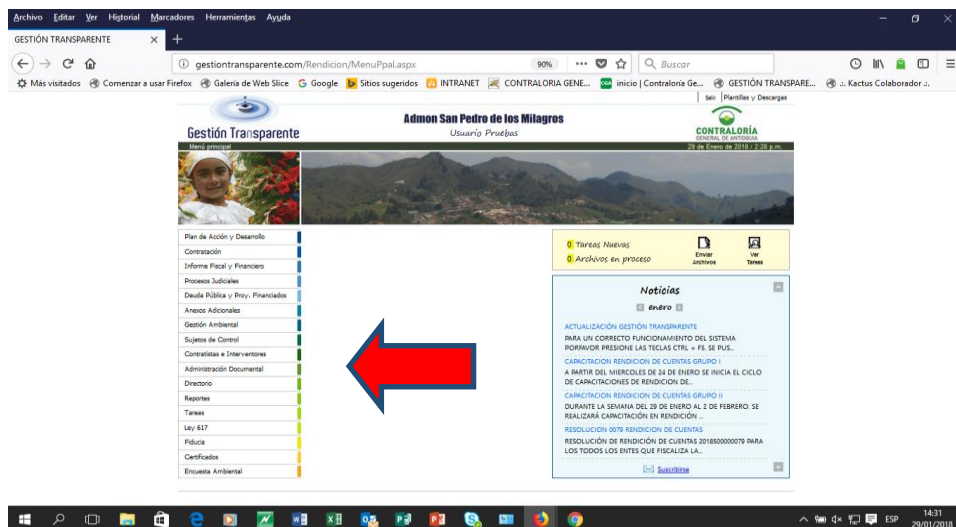 Archivo Editar Ver Historial Marcadores Herramientas Ayuda
GESTIÓN TRANSPARENTE
gestiontransparente.com/Rendicion/MenuPpal.aspx 90% Buscar
Más visitados Comenzar a usar Firefox Galería de Web Slice Google Sitios sugeridos INTRANET CONTRALORIA GENE... inicio | Contraloría Ge... GESTIÓN TRANSPARE... .:. Kactus Colaborador .:.
Salir | Plantillas y Descargas
Gestión Transparente
Admon San Pedro de los Milagros
Usuario Pruebas
CONTRALORÍA
GENERAL DE ANTIOQUIA
Menú principal
29 de Enero de 2018 / 2:26 p.m.
Plan de Acción y Desarrollo
Contratación
Informe Fiscal y Financiero
Procesos Judiciales
Deuda Pública y Proy. Financiados
Anexos Adicionales
Gestión Ambiental
Sujetos de Control
Contratistas e Interventores
Administración Documental
Directorio
Reportes
Tareas
Ley 617
Fiducia
Certificados
Encuesta Ambiental
0 Tareas Nuevas
0 Archivos en proceso
Enviar
Archivos
Ver
Tareas
Noticias
enero
ACTUALIZACIÓN GESTIÓN TRANSPARENTE
PARA UN CORRECTO FUNCIONAMIENTO DEL SISTEMA
PORFAVOR PRESIONE LAS TECLAS CTRL + F5. SE PUS...
CAPACITACION RENDICION DE CUENTAS GRUPO I
A PARTIR DEL MIERCOLES DE 24 DE ENERO SE INICIA EL CICLO
DE CAPACITACIONES DE RENDICION DE...
CAPACITACION RENDICION DE CUENTAS GRUPO II
DURANTE LA SEMANA DEL 29 DE ENERO AL 2 DE FEBRERO, SE
REALIZARÁ CAPACITACIÓN EN RENDICIÓN ...
RESOLUCION 0079 RENDICION DE CUENTAS
RESOLUCIÓN DE RENDICIÓN DE CUENTAS 2018500000079 PARA
LOS TODOS LOS ENTES QUE FISCALIZA LA...
Suscribirse
ESP
14:31
29/01/2018